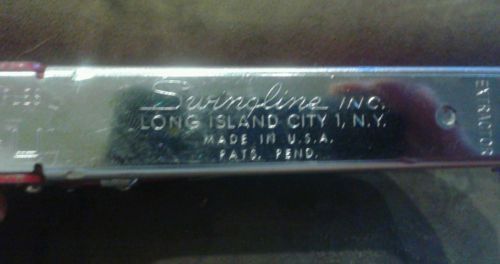 Swingline INC.
LONG ISLAND CITY 1, N.Y.
MADE IN U.S.A.
PATS. PEND.